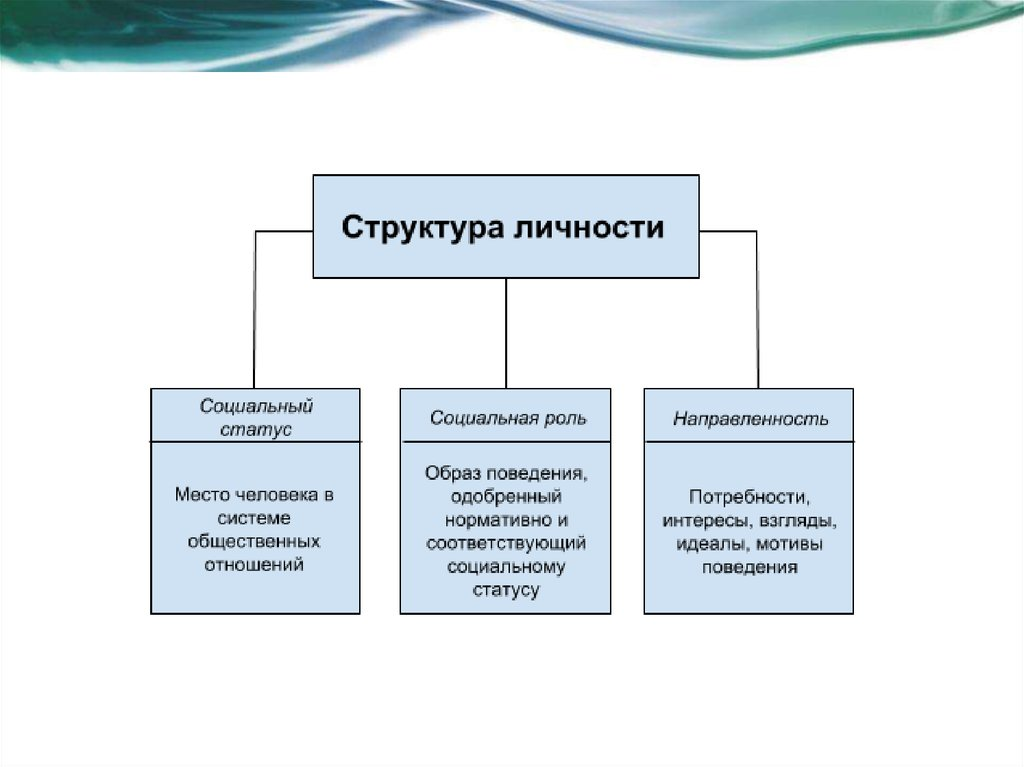 Структура личности
Социальный
статус
Место человека в
системе
общественных
отношений
Социальная роль
Образ поведения,
одобренный
нормативно и
соответствующий
социальному
статусу
Направленность
Потребности,
интересы, взгляды,
идеалы, мотивы
поведения